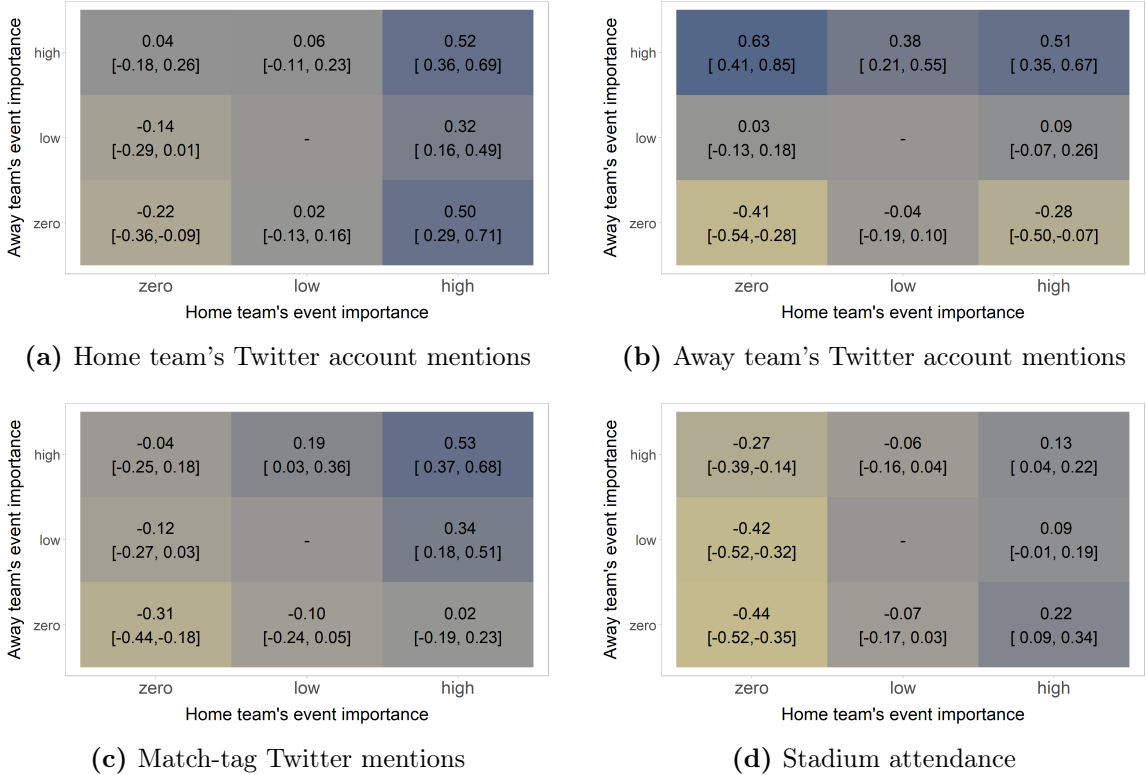 Away team's event importance
high
low
zero
0.04
[-0.18, 0.26]
0.06
[-0.11, 0.23]
0.52
[ 0.36, 0.69]
-0.14
[-0.29, 0.01]
-
0.32
[ 0.16, 0.49]
-0.22
[-0.36,-0.09]
0.02
[-0.13, 0.16]
0.50
[ 0.29, 0.71]
zero low high
Home team's event importance
(a) Home team's Twitter account mentions
Away team's event importance
high
low
zero
0.63
[ 0.41, 0.85]
0.38
[ 0.21, 0.55]
0.51
[ 0.35, 0.67]
0.03
[-0.13, 0.18]
-
0.09
[-0.07, 0.26]
-0.41
[-0.54,-0.28]
-0.04
[-0.19, 0.10]
-0.28
[-0.50,-0.07]
zero low high
Home team's event importance
(b) Away team's Twitter account mentions
Away team's event importance
high
low
zero
-0.04
[-0.25, 0.18]
0.19
[ 0.03, 0.36]
0.53
[ 0.37, 0.68]
-0.12
[-0.27, 0.03]
-
0.34
[ 0.18, 0.51]
-0.31
[-0.44,-0.18]
-0.10
[-0.24, 0.05]
0.02
[-0.19, 0.23]
zero low high
Home team's event importance
(c) Match-tag Twitter mentions
Away team's event importance
high
low
zero
-0.27
[-0.39,-0.14]
-0.06
[-0.16, 0.04]
0.13
[ 0.04, 0.22]
-0.42
[-0.52,-0.32]
-
0.09
[-0.01, 0.19]
-0.44
[-0.52,-0.35]
-0.07
[-0.17, 0.03]
0.22
[ 0.09, 0.34]
zero low high
Home team's event importance
(d) Stadium attendance